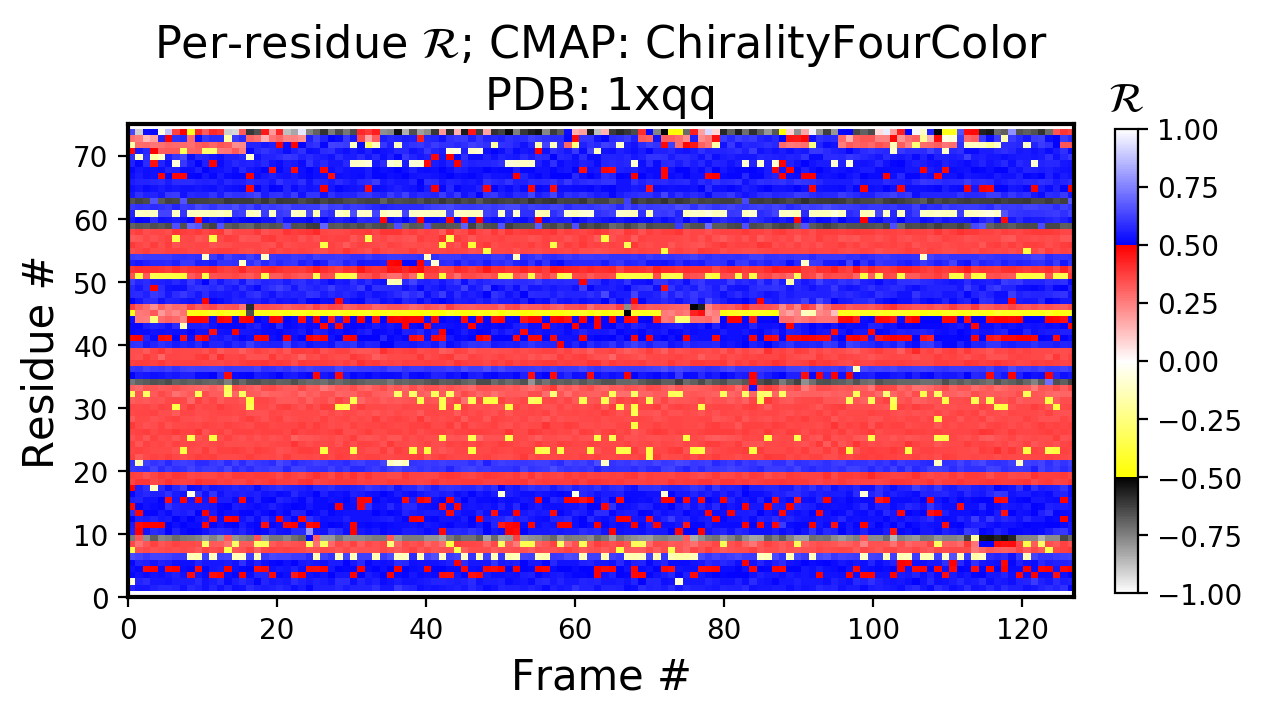 Per-residue ℛ; CMAP: ChiralityFourColor
PDB: 1xqq
ℛ
1.00
0.75
0.50
0.25
0.00
−0.25
−0.50
−0.75
−1.00
Residue #
70
60
50
40
30
20
10
0
0 20 40 60 80 100 120
Frame #